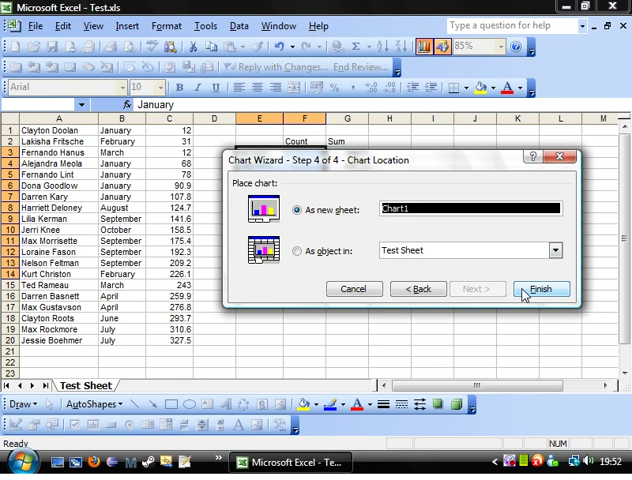 Microsoft Excel - Test.xls
File Edit View Insert Format Tools Data Window Help
Type a question for help
85%
Reply with Changes... End Review...
Arial 10 B I U
January
A B C D E F G H I J K L M
1 Clayton Doolan January 12
2 Lakisha Fritsche February 31 Count Sum
3 Fernando Hanus March 12
4 Alejandra Meola January 68
5 Fernando Lint January 78
6 Dona Goodlow January 90.9
7 Darren Kary January 107.8
8 Harriett Deloney August 124.7
9 Lilia Kerman September 141.6
10 Jerri Knee October 158.5
11 Max Morrisette September 175.4
12 Loraine Fason September 192.3
13 Nelson Feltman September 209.2
14 Kurt Christon February 226.1
15 Ted Rameau March 243
16 Darren Basnett April 259.9
17 Max Gustavson April 276.8
18 Clayton Roots June 293.7
19 Max Rockmore July 310.6
20 Jessie Boehmer July 327.5
21
22
23
Chart Wizard - Step 4 of 4 - Chart Location
Place chart:
As new sheet: Chart1
As object in: Test Sheet
Cancel < Back Next > Finish
Test Sheet
Draw AutoShapes
Ready NUM
Microsoft Excel - Te... 19:52